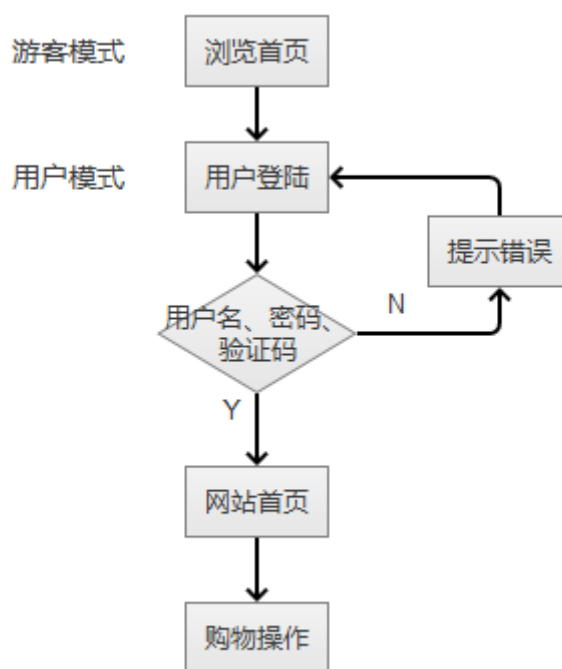 游客模式
浏览首页
用户模式
用户登陆
提示错误
用户名、密码、
验证码
N
Y
网站首页
购物操作